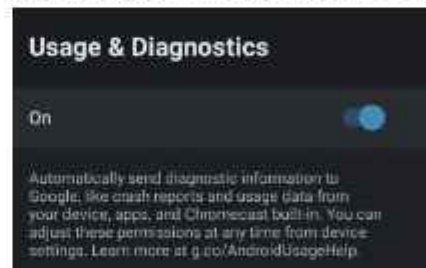 Usage & Diagnostics
On
Automatically send diagnostic information to
Google, like crash reports and usage data from
your device, apps, and Chromecast built-in. You can
adjust these permissions at any time from device
settings. Learn more at g.co/AndroidUsageHelp.